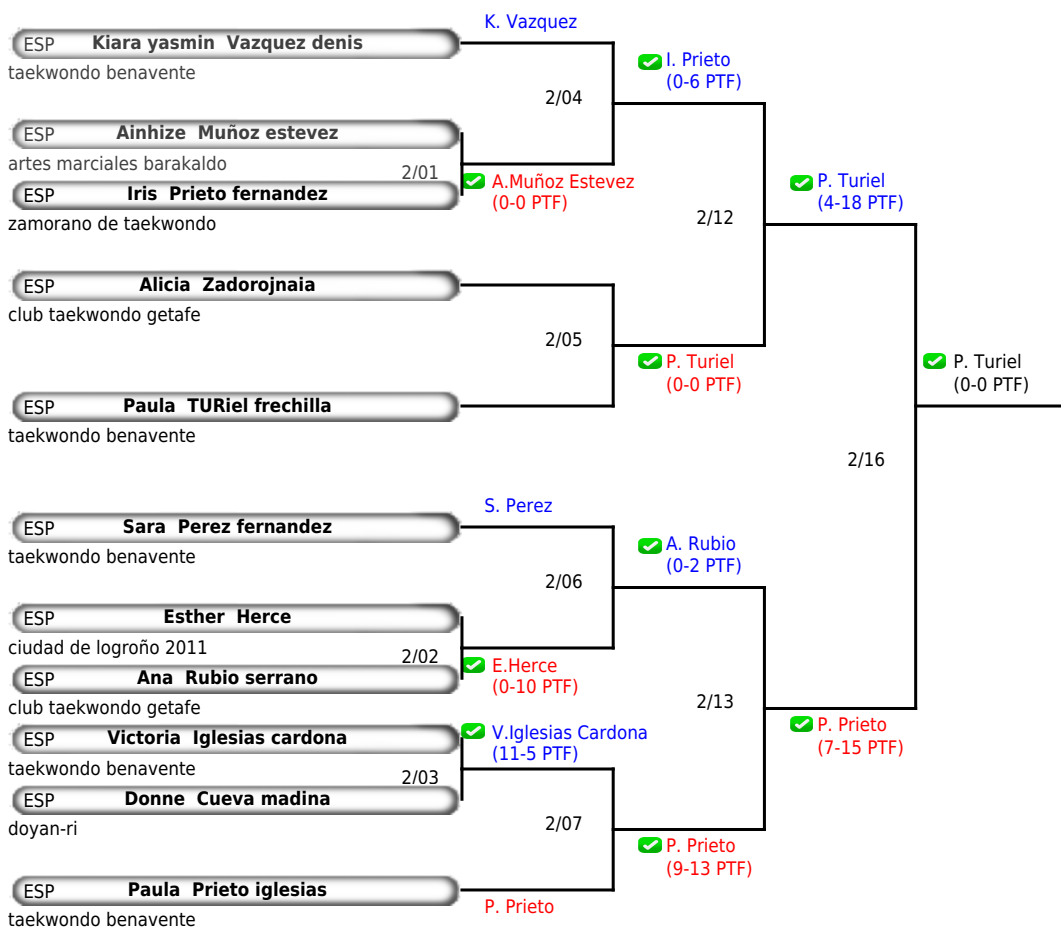 K. Vazquez
ESP Kiara yasmin Vazquez denis
taekwondo benavente
I. Prieto
(0-6 PTF)
2/04
ESP Ainhize Muñoz estevez
artes marciales barakaldo
2/01
A.Muñoz Estevez
(0-0 PTF)
ESP Iris Prieto fernandez
zamorano de taekwondo
P. Turiel
(4-18 PTF)
2/12
ESP Alicia Zadorojnaia
club taekwondo getafe
2/05
P. Turiel
(0-0 PTF)
P. Turiel
(0-0 PTF)
ESP Paula TURiel frechilla
taekwondo benavente
2/16
S. Perez
ESP Sara Perez fernandez
taekwondo benavente
A. Rubio
(0-2 PTF)
2/06
ESP Esther Herce
ciudad de logroño 2011
2/02
E.Herce
(0-10 PTF)
ESP Ana Rubio serrano
club taekwondo getafe
2/13
ESP Victoria Iglesias cardona
taekwondo benavente
V.Iglesias Cardona
(11-5 PTF)
P. Prieto
(7-15 PTF)
2/03
ESP Donne Cueva madina
doyan-ri
2/07
P. Prieto
(9-13 PTF)
ESP Paula Prieto iglesias
taekwondo benavente
P. Prieto